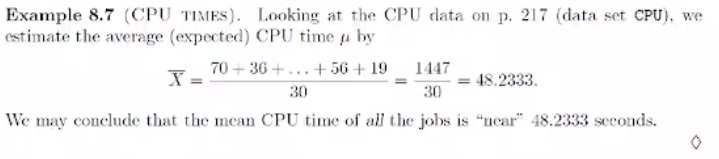 Example 8.7 (CPU TIMES). Looking at the CPU data on p. 217 (data set CPU), we
estimate the average (expected) CPU time μ by
X̄ = 70 + 36 + ... + 56 + 19 / 30 = 1447 / 30 = 48.2333.
We may conclude that the mean CPU time of all the jobs is “near” 48.2333 seconds.
◊